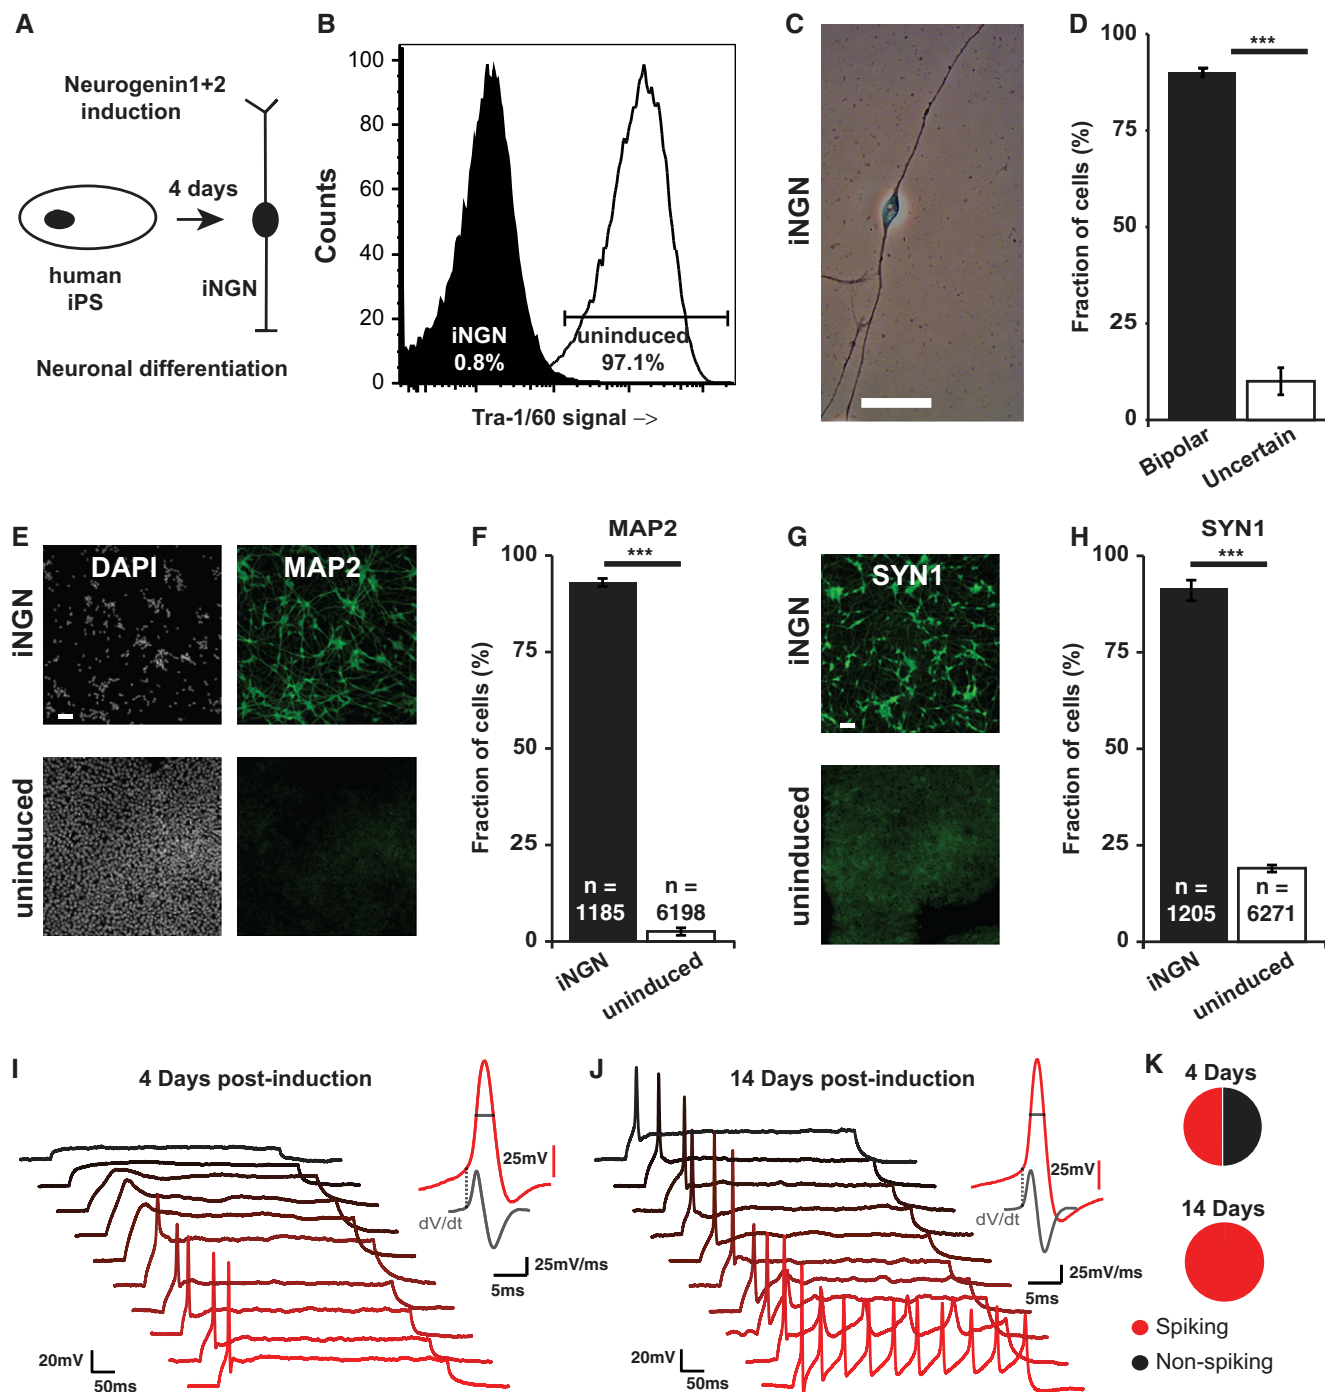 A
Neurogenin1+2
induction
4 days
human
iPS
iNGN
Neuronal differentiation
B
Counts
100
80
60
40
20
0
iNGN
0.8%
uninduced
97.1%
Tra-1/60 signal –>
C
iNGN
D
Fraction of cells (%)
100
75
50
25
0
***
Bipolar
Uncertain
E
iNGN
DAPI
MAP2
uninduced
F
MAP2
Fraction of cells (%)
100
75
50
25
0
***
n =
1185
n =
6198
iNGN
uninduced
G
iNGN
SYN1
uninduced
H
SYN1
Fraction of cells (%)
100
75
50
25
0
***
n =
1205
n =
6271
iNGN
uninduced
I
4 Days post-induction
25mV
dV/dt
25mV/ms
5ms
20mV
50ms
J
14 Days post-induction
25mV
dV/dt
25mV/ms
5ms
20mV
50ms
K
4 Days
14 Days
Spiking
Non-spiking